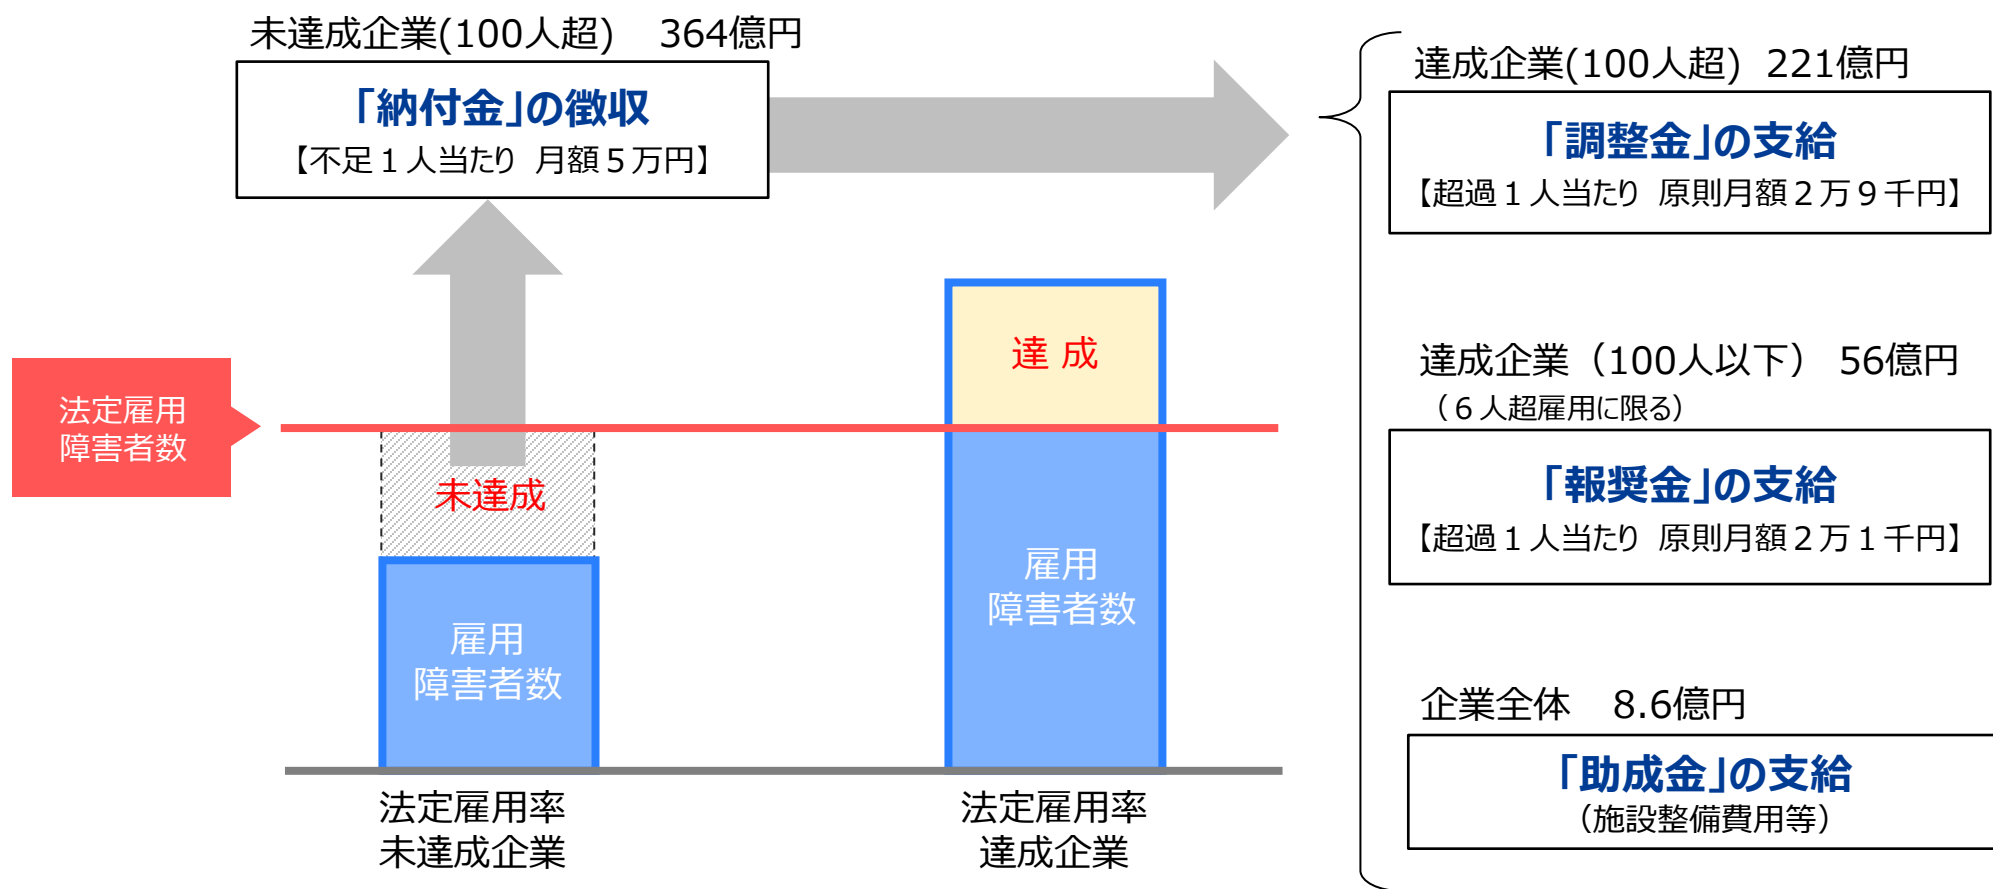 未達成企業(100人超)　364億円
「納付金」の徴収
【不足１人当たり 月額５万円】
達成企業(100人超) 221億円
「調整金」の支給
【超過１人当たり 原則月額２万９千円】
達成企業（100人以下） 56億円
（６人超雇用に限る）
「報奨金」の支給
【超過１人当たり 原則月額２万１千円】
企業全体　8.6億円
「助成金」の支給
（施設整備費用等）
法定雇用
障害者数
未達成
雇用
障害者数
達 成
雇用
障害者数
法定雇用率
未達成企業
法定雇用率
達成企業